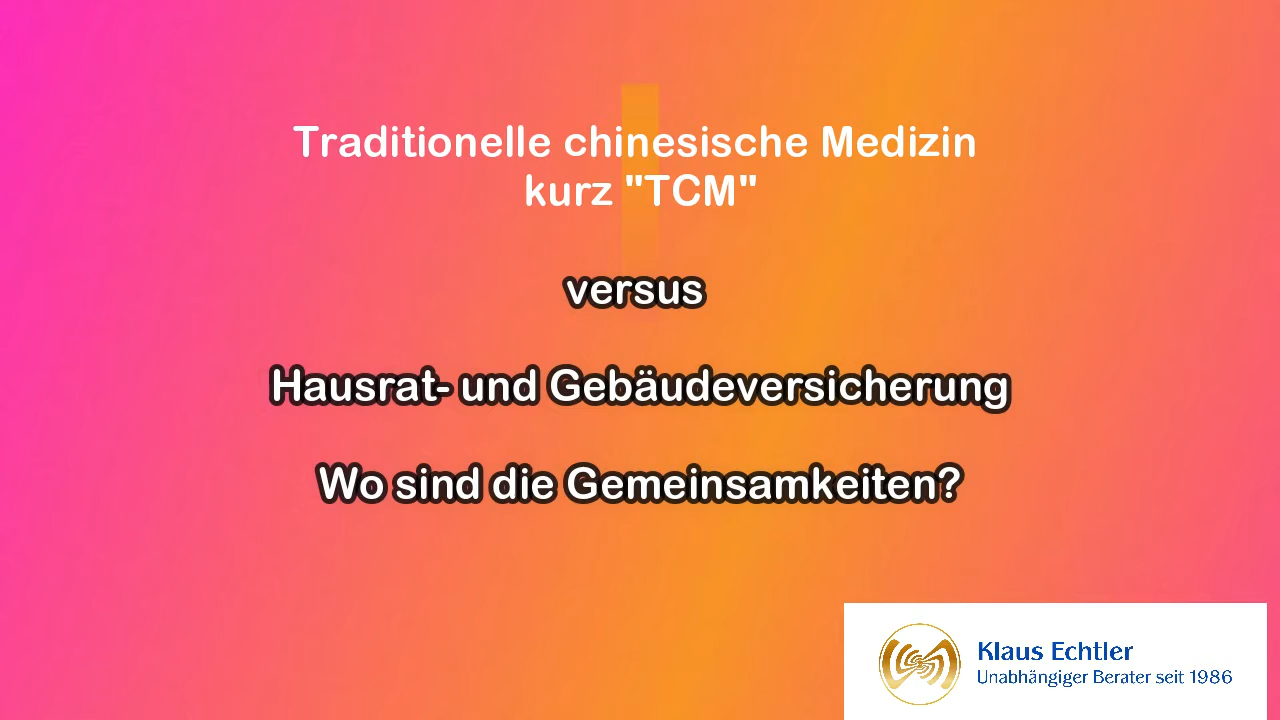 Traditionelle chinesische Medizin
kurz "TCM"
versus
Hausrat- und Gebäudeversicherung
Wo sind die Gemeinsamkeiten?
Klaus Echtler
Unabhängiger Berater seit 1986